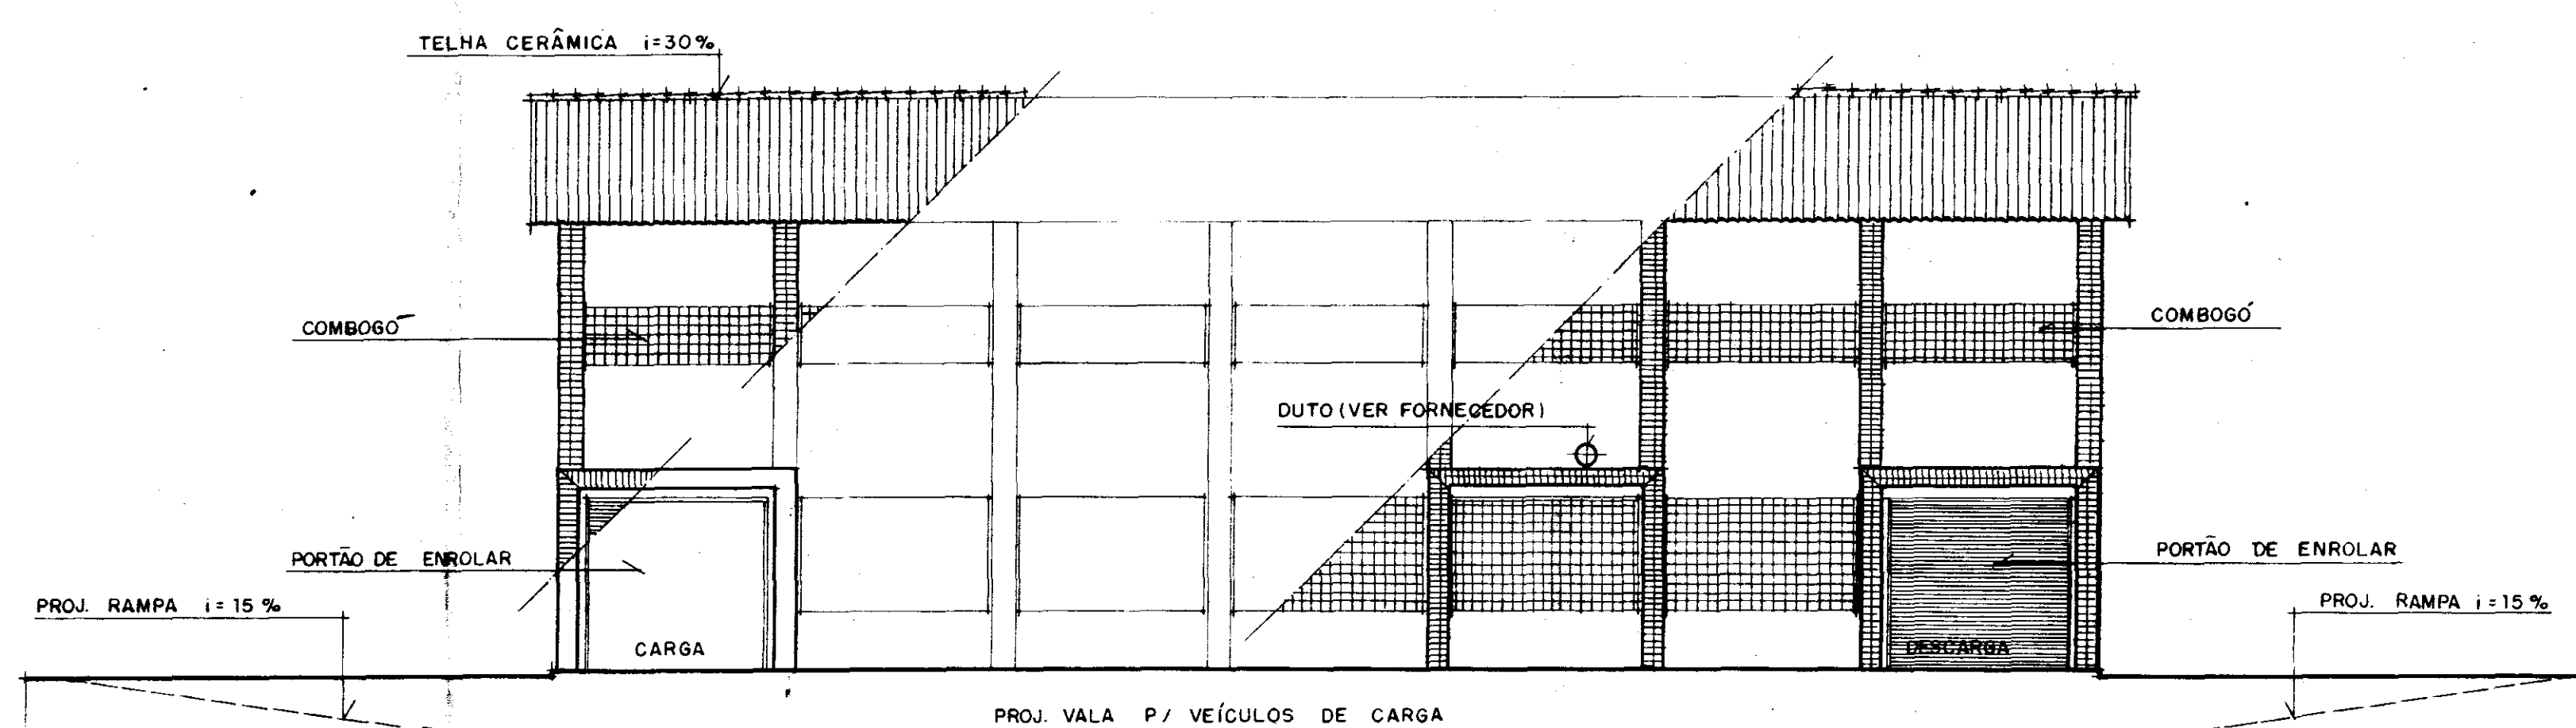 TELHA CERÂMICA i=30%
COMBOGÓ
COMBOGÓ
DUTO (VER FORNECEDOR)
PORTÃO DE ENROLAR
PORTÃO DE ENROLAR
PROJ. RAMPA i=15%
PROJ. RAMPA i=15%
CARGA
DESCARGA
PROJ. VALA P/ VEÍCULOS DE CARGA